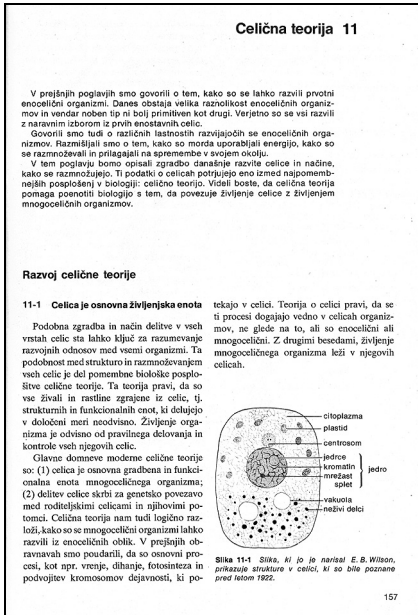 Celična teorija 11
V prejšnjih poglavjih smo govorili o tem, kako so se lahko razvili prvotni
enocelični organizmi. Danes obstaja velika raznolikost enoceličnih organiz-
mov in vendar noben tip ni bolj primitiven kot drugi. Verjetno so se vsi razvili
z naravnim izborom iz prvih enostavnih celic.
Govorili smo tudi o različnih lastnostih razvijajočih se enoceličnih orga-
nizmov. Razmišljali smo o tem, kako so morda uporabljali energijo, kako so
se razmnoževali in prilagajali na spremembe v svojem okolju.
V tem poglavju bomo opisali zgradbo današnje razvite celice in načine,
kako se razmnožujejo. Ti podatki o celicah potrjujejo eno izmed najpomemb-
nejših posplošenj v biologiji: celično teorijo. Videli boste, da celična teorija
pomaga poenotiti biologijo s tem, da povezuje življenje celice z življenjem
mnogoceličnih organizmov.
Razvoj celične teorije
11-1 Celica je osnovna življenjska enota
Podobna zgradba in način delitve v vseh
vrstah celic sta lahko ključ za razumevanje
razvojnih odnosov med vsemi organizmi. Ta
podobnost med strukturo in razmnoževanjem
vseh celic je del pomembne biološke posplo-
šitve celične teorije. Ta teorija pravi, da so
vse živali in rastline zgrajene iz celic, tj.
strukturnih in funkcionalnih enot, ki delujejo
v določeni meri neodvisno. Življenje orga-
nizma je odvisno od pravilnega delovanja in
kontrole vseh njegovih celic.
Glavne domneve moderne celične teorije
so: (1) celica je osnovna gradbena in funkci-
onalna enota mnogoceličnega organizma;
(2) delitev celice skrbi za genetsko povezavo
med roditeljskimi celicami in njihovimi po-
tomci. Celična teorija nam tudi logično raz-
loži, kako so se mnogocelični organizmi lahko
razvili iz enoceličnih oblik. V prejšnjih ob-
ravnavah smo poudarili, da so osnovni pro-
cesi, kot npr. vrenje, dihanje, fotosinteza in
podvojitev kromosomov dejavnosti, ki po-
tekajo v celici. Teorija o celici pravi, da se
ti procesi dogajajo vedno v celicah organiz-
mov, ne glede na to, ali so enocelični ali
mnogocelični. Z drugimi besedami, življenje
mnogoceličnega organizma leži v njegovih
celicah.
citoplazma
plastid
centrosom
jedrce
kromatin
mrežast
splet
jedro
vakuola
neživi delci
Slika 11-1 Slika, ki jo je narisal E. B. Wilson,
prikazuje strukture v celici, ki so bile poznane
pred letom 1922.
157